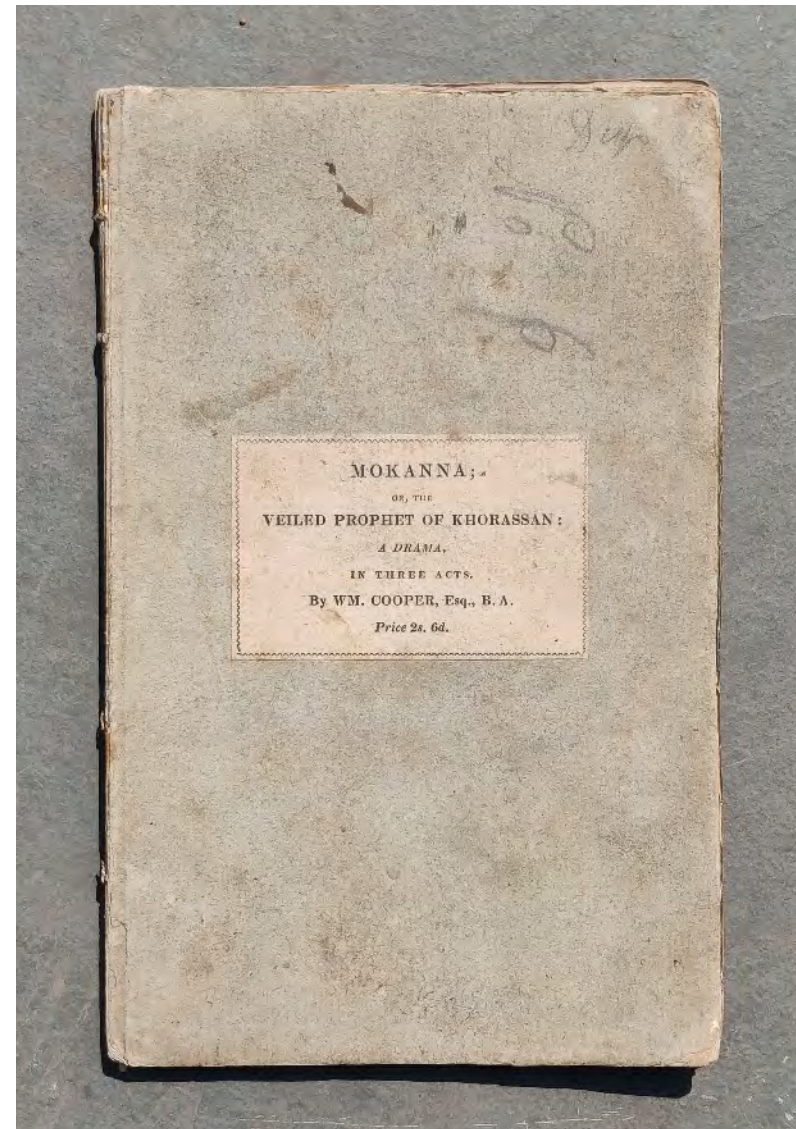 MOKANNA;
OR, THE
VEILED PROPHET OF KHORASSAN:
A DRAMA,
IN THREE ACTS.
By WM. COOPER, Esq., B. A.
Price 2s. 6d.